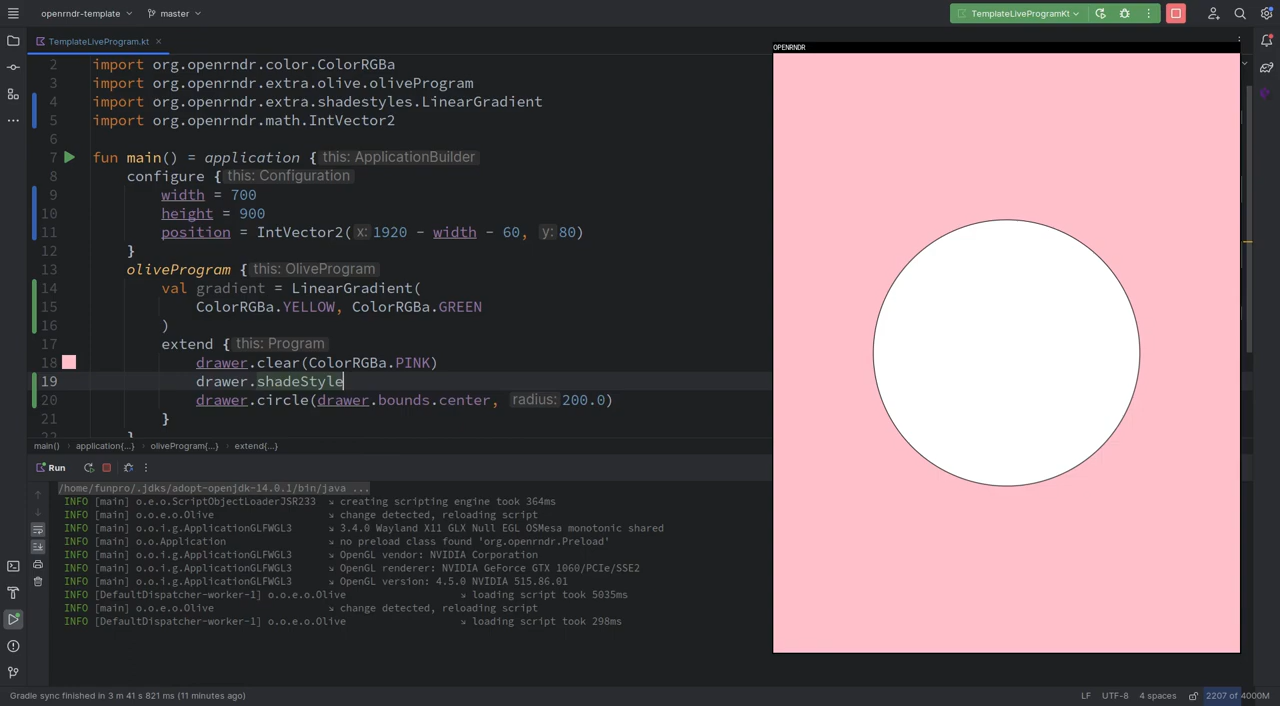 openrndr-template
master
TemplateLiveProgramKt
TemplateLiveProgram.kt
OPENRNDR
2 import org.openrndr.color.ColorRGBa
3 import org.openrndr.extra.olive.oliveProgram
4 import org.openrndr.extra.shadestyles.LinearGradient
5 import org.openrndr.math.IntVector2
6
7 fun main() = application { this: ApplicationBuilder
8 configure { this: Configuration
9 width = 700
10 height = 900
11 position = IntVector2( x: 1920 - width - 60, y: 80)
12 }
13 oliveProgram { this: OliveProgram
14 val gradient = LinearGradient(
15 ColorRGBa.YELLOW, ColorRGBa.GREEN
16 )
17 extend { this: Program
18 drawer.clear(ColorRGBa.PINK)
19 drawer.shadeStyle
20 drawer.circle(drawer.bounds.center, radius: 200.0)
21 }
main() › application{...} › oliveProgram{...} › extend{...}
Run
/home/funpro/.jdks/adopt-openjdk-14.0.1/bin/java ...
INFO [main] o.e.o.ScriptObjectLoaderJSR233 ↘ creating scripting engine took 364ms
INFO [main] o.o.e.o.Olive ↘ change detected, reloading script
INFO [main] o.o.i.g.ApplicationGLFWGL3 ↘ 3.4.0 Wayland X11 GLX Null EGL OSMesa monotonic shared
INFO [main] o.o.Application ↘ no preload class found 'org.openrndr.Preload'
INFO [main] o.o.i.g.ApplicationGLFWGL3 ↘ OpenGL vendor: NVIDIA Corporation
INFO [main] o.o.i.g.ApplicationGLFWGL3 ↘ OpenGL renderer: NVIDIA GeForce GTX 1060/PCIe/SSE2
INFO [main] o.o.i.g.ApplicationGLFWGL3 ↘ OpenGL version: 4.5.0 NVIDIA 515.86.01
INFO [DefaultDispatcher-worker-1] o.o.e.o.Olive ↘ loading script took 5035ms
INFO [main] o.o.e.o.Olive ↘ change detected, reloading script
INFO [DefaultDispatcher-worker-1] o.o.e.o.Olive ↘ loading script took 298ms
Gradle sync finished in 3 m 41 s 821 ms (11 minutes ago)
LF UTF-8 4 spaces 2207 of 4000M